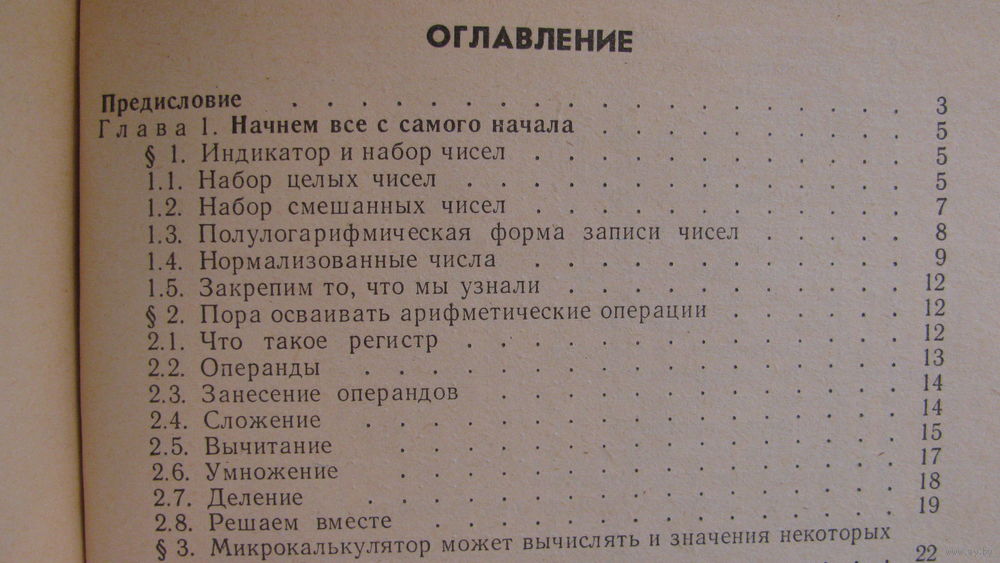 ОГЛАВЛЕНИЕ
Предисловие . . . . . . . . . . . . . . . . . . . 3
Глава 1. Начнем все с самого начала . . . . . . . . . . 5
§ 1. Индикатор и набор чисел . . . . . . . . . . . . 5
1.1. Набор целых чисел . . . . . . . . . . . . . . 5
1.2. Набор смешанных чисел . . . . . . . . . . . . 7
1.3. Полулогарифмическая форма записи чисел . . . . . 8
1.4. Нормализованные числа . . . . . . . . . . . . 9
1.5. Закрепим то, что мы узнали . . . . . . . . . . . 12
§ 2. Пора осваивать арифметические операции . . . . . . 12
2.1. Что такое регистр . . . . . . . . . . . . . . 12
2.2. Операнды . . . . . . . . . . . . . . . . . 13
2.3. Занесение операндов . . . . . . . . . . . . . 14
2.4. Сложение . . . . . . . . . . . . . . . . . 14
2.5. Вычитание . . . . . . . . . . . . . . . . 15
2.6. Умножение . . . . . . . . . . . . . . . . 17
2.7. Деление . . . . . . . . . . . . . . . . . 18
2.8. Решаем вместе . . . . . . . . . . . . . . . 19
§ 3. Микрокалькулятор может вычислять и значения некоторых
. . . 22